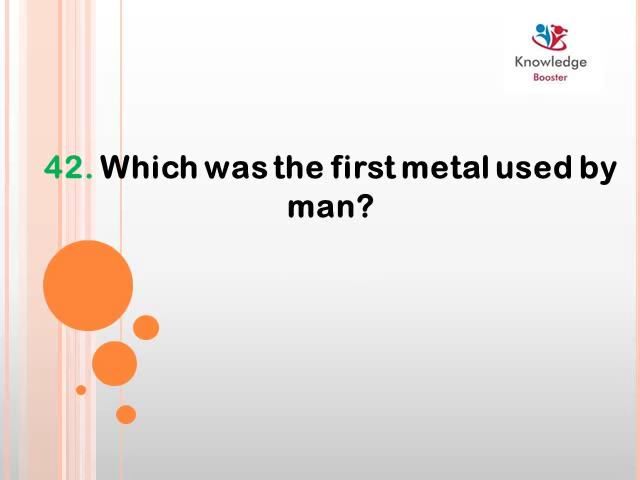 Knowledge
Booster
42. Which was the first metal used by
man?